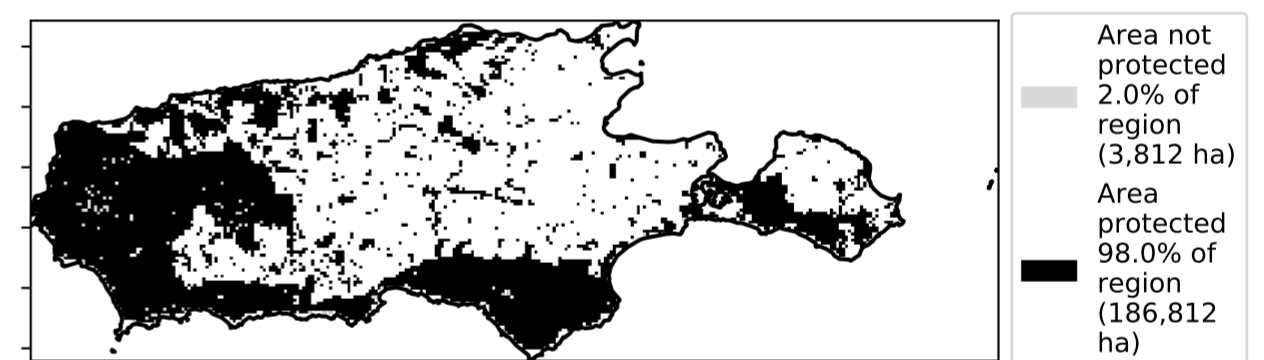 Area not
protected
2.0% of
region
(3,812 ha)
Area
protected
98.0% of
region
(186,812
ha)